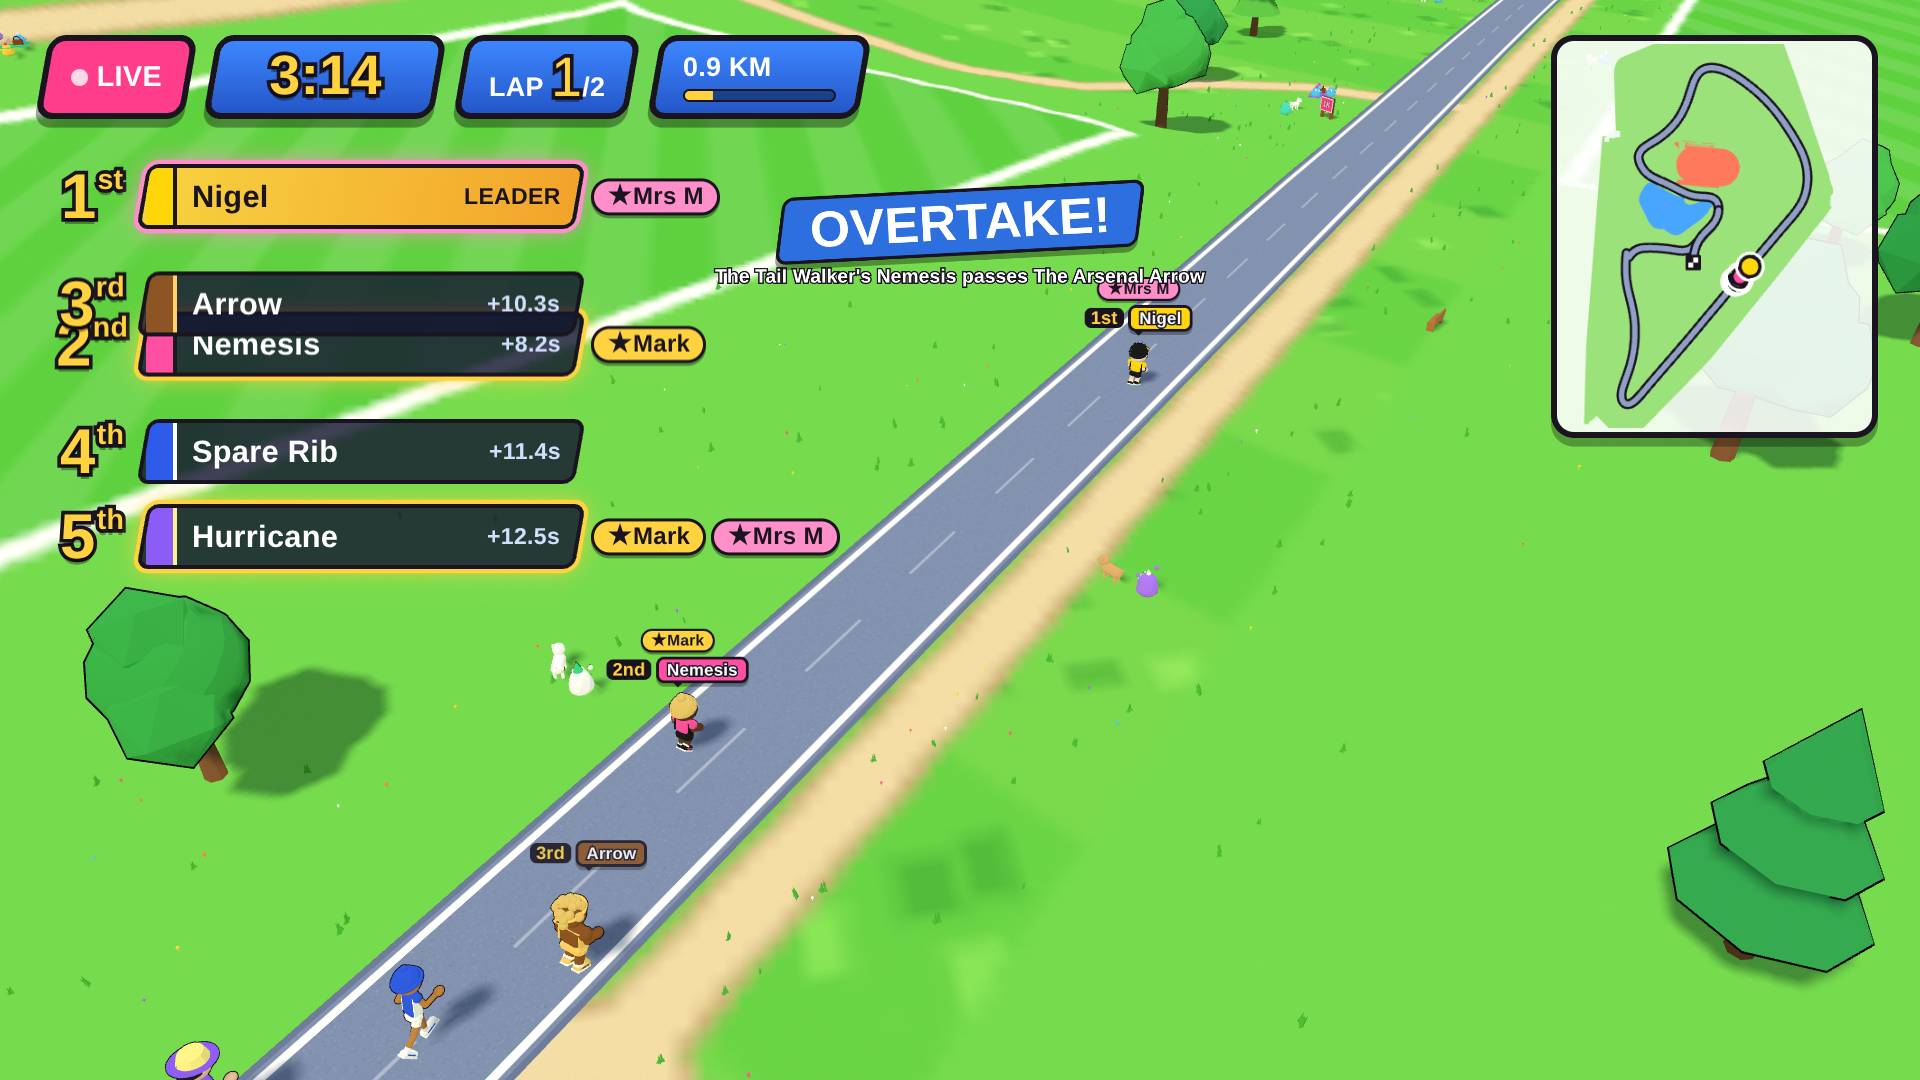 LIVE
3:14
LAP 1/2
0.9 KM
1st Nigel LEADER ★Mrs M
OVERTAKE!
The Tail Walker's Nemesis passes The Arsenal Arrow
3rd Arrow +10.3s
2nd Nemesis +8.2s ★Mark
4th Spare Rib +11.4s
5th Hurricane +12.5s ★Mark ★Mrs M
★Mrs M
1st Nigel
★Mark
2nd Nemesis
3rd Arrow